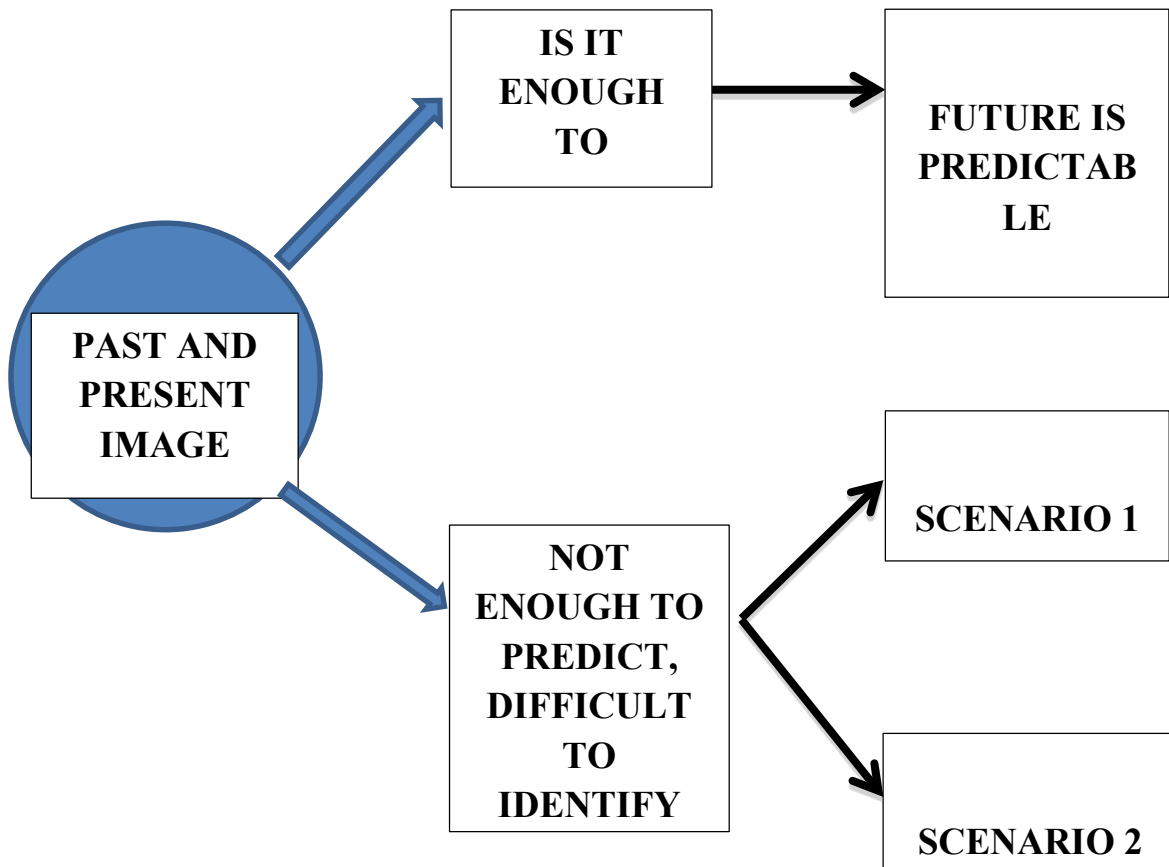 IS IT
ENOUGH
TO
FUTURE IS
PREDICTAB
LE
PAST AND
PRESENT
IMAGE
SCENARIO 1
NOT
ENOUGH TO
PREDICT,
DIFFICULT
TO
IDENTIFY
SCENARIO 2